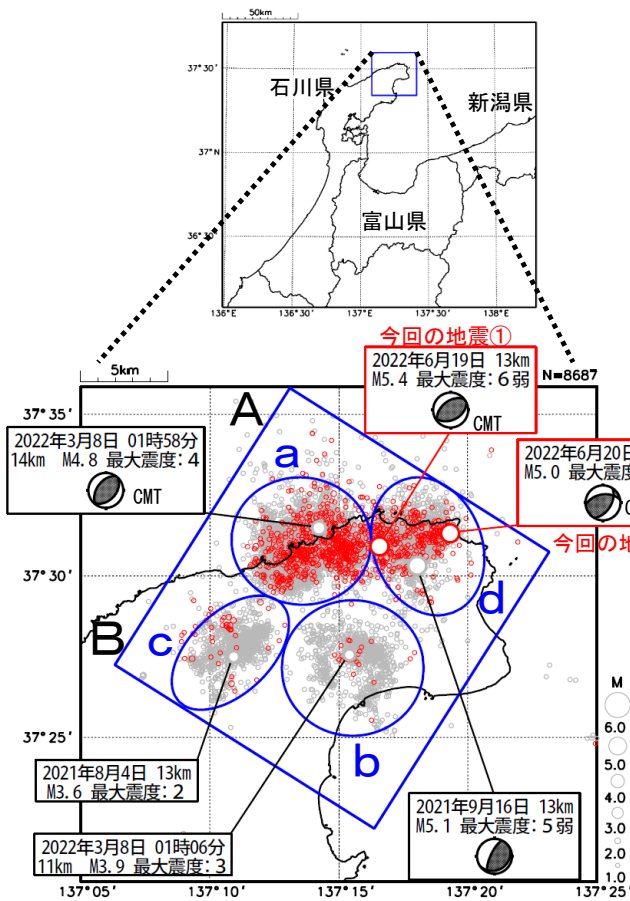 50km
37°30′
37°N
36°30′
石川県
新潟県
富山県
136°E
136°30′
137°E
137°30′
138°E
今回の地震①
2022年6月19日 13km
M5.4 最大震度:6弱
CMT
5km
N=8687
2022年6月20日
M5.0 最大震度
今回の地
2022年3月8日 01時58分
14km M4.8 最大震度:4
CMT
A
a
B
c
d
b
37°35′
37°30′
37°25′
2021年8月4日 13km
M3.6 最大震度:2
2022年3月8日 01時06分
11km M3.9 最大震度:3
2021年9月16日 13km
M5.1 最大震度:5弱
M
6.0
5.0
4.0
3.0
2.0
1.0
137°05′
137°10′
137°15′
137°20′
137°25′